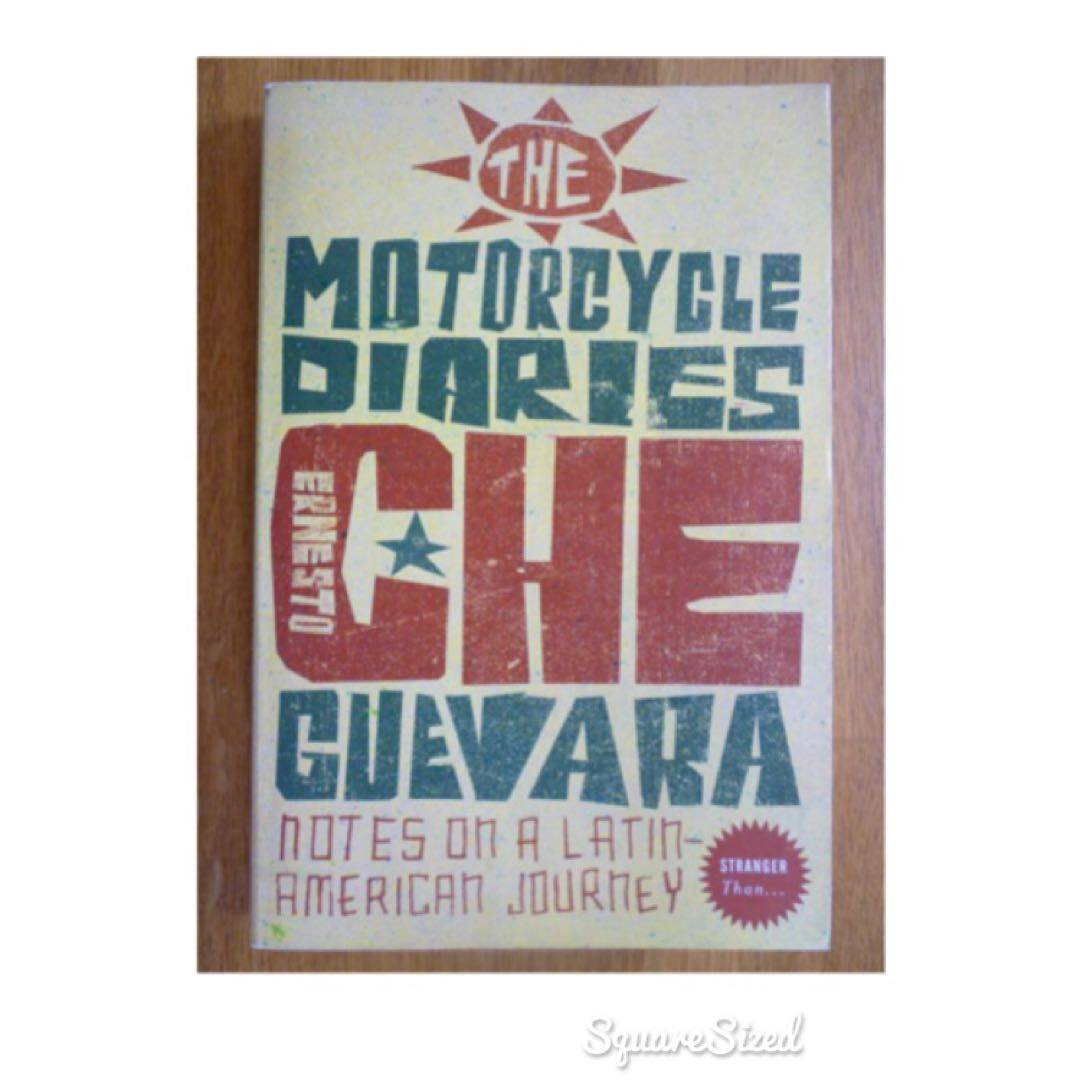 THE
MOTORCYCLE
DIARIES
ERNESTO
CHE
GUEVARA
NOTES ON A LATIN-
AMERICAN JOURNEY
STRANGER
Than...
SquareSized